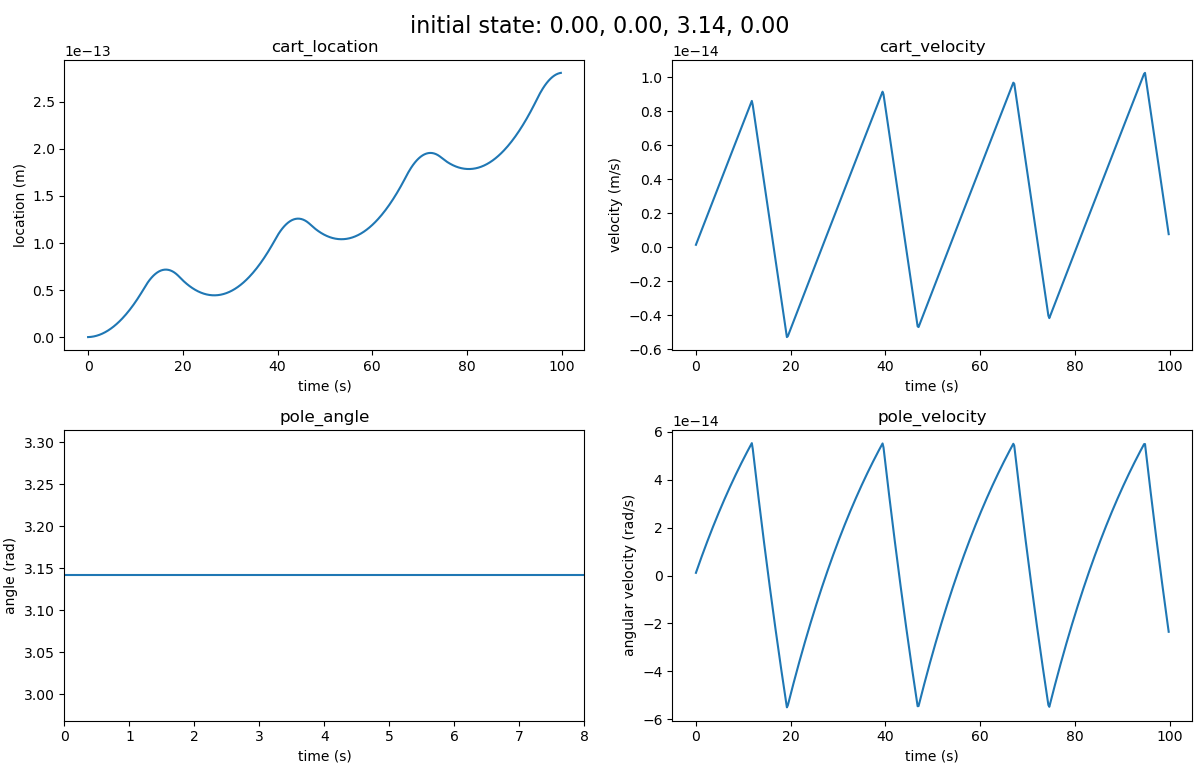 initial state: 0.00, 0.00, 3.14, 0.00
cart_location
1e−13
2.5
2.0
1.5
1.0
0.5
0.0
location (m)
0 20 40 60 80 100
time (s)
cart_velocity
1e−14
1.0
0.8
0.6
0.4
0.2
0.0
−0.2
−0.4
−0.6
velocity (m/s)
0 20 40 60 80 100
time (s)
pole_angle
3.30
3.25
3.20
3.15
3.10
3.05
3.00
angle (rad)
0 1 2 3 4 5 6 7 8
time (s)
pole_velocity
1e−14
6
4
2
0
−2
−4
−6
angular velocity (rad/s)
0 20 40 60 80 100
time (s)